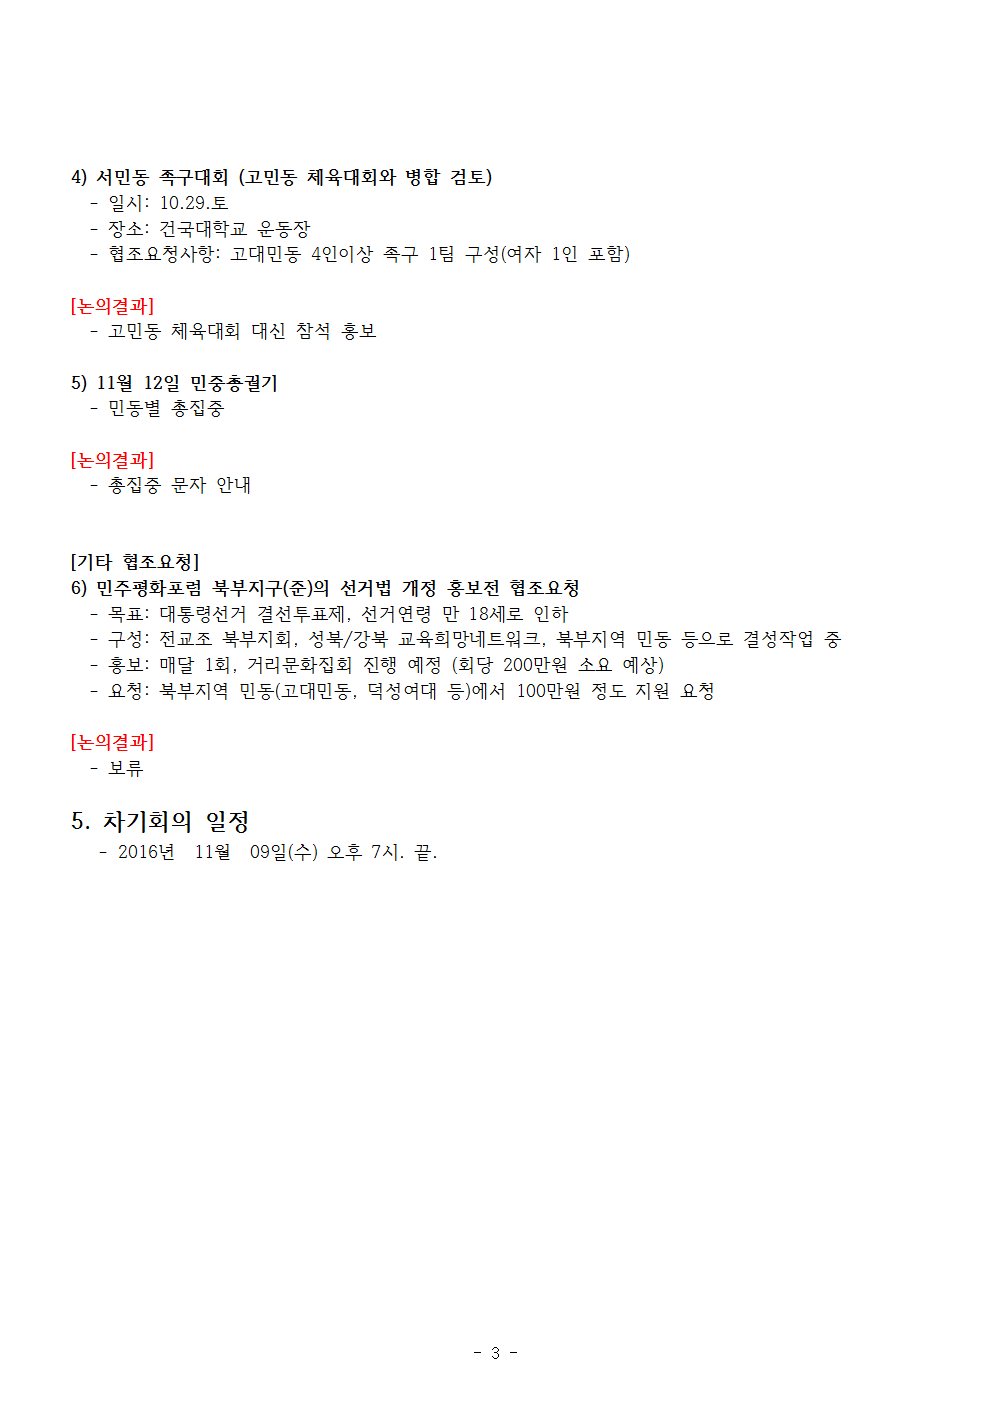 4) 서민동 족구대회 (고민동 체육대회와 병합 검토)
- 일시: 10.29.토
- 장소: 건국대학교 운동장
- 협조요청사항: 고대민동 4인이상 족구 1팀 구성(여자 1인 포함)
[논의결과]
- 고민동 체육대회 대신 참석 홍보
5) 11월 12일 민중총궐기
- 민동별 총집중
[논의결과]
- 총집중 문자 안내
[기타 협조요청]
6) 민주평화포럼 북부지구(준)의 선거법 개정 홍보전 협조요청
- 목표: 대통령선거 결선투표제, 선거연령 만 18세로 인하
- 구성: 전교조 북부지회, 성북/강북 교육희망네트워크, 북부지역 민동 등으로 결성작업 중
- 홍보: 매달 1회, 거리문화집회 진행 예정 (회당 200만원 소요 예상)
- 요청: 북부지역 민동(고대민동, 덕성여대 등)에서 100만원 정도 지원 요청
[논의결과]
- 보류
5. 차기회의 일정
- 2016년 11월 09일(수) 오후 7시. 끝.
- 3 -